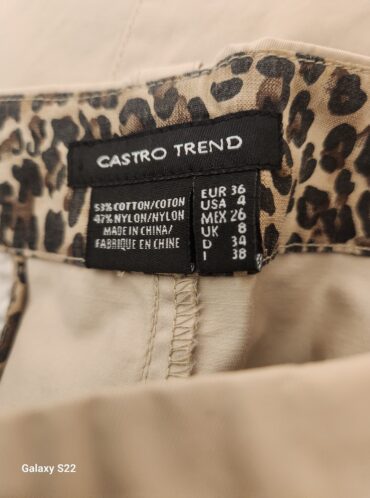 CASTRO TREND
53% COTTON/COTON
47% NYLON/NYLON
MADE IN CHINA/
FABRIQUE EN CHINE
EUR 36
USA 4
MEX 26
UK 8
D 34
I 38
Galaxy S22